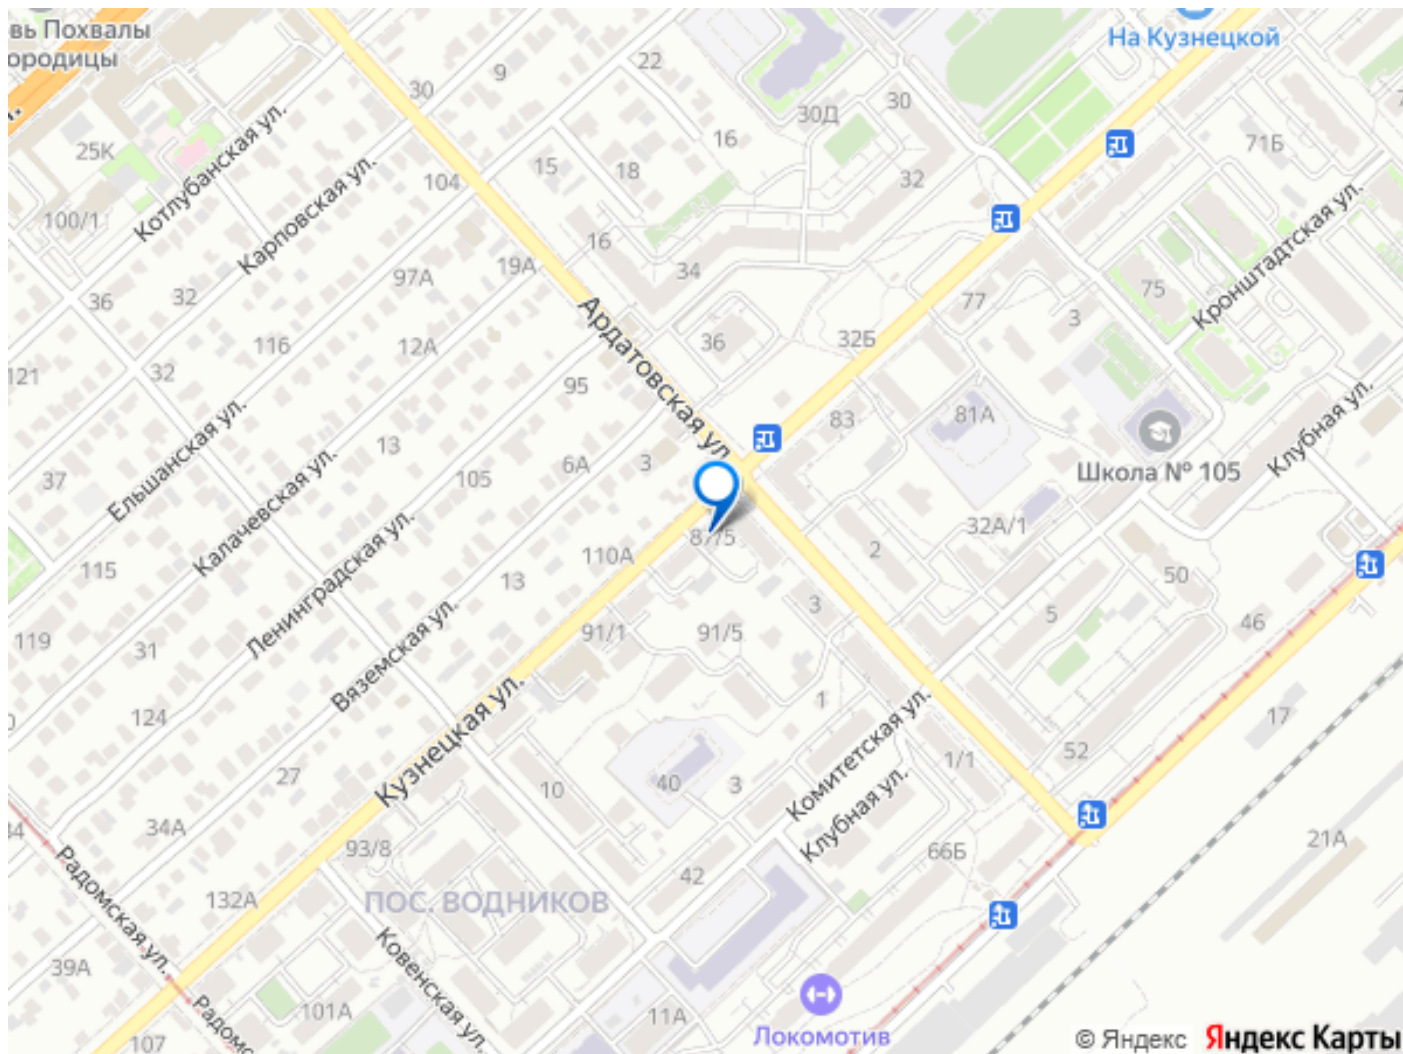 вь Похвалы
ородицы
На Кузнецкой
22
9
30
30
30Д
16
71Б
25К
Котлубанская ул.
15
18
32
104
Карповская ул.
100/1
16
Кронштадтская ул.
19А
97А
34
75
36
32
77
3
Ардатовская ул.
116
12А
36
32Б
121
32
95
83
81А
Клубная ул.
Ельшанская ул.
13
6А
3
Школа № 105
37
105
Калачевская ул.
32А/1
87/5
2
110А
115
Ленинградская ул.
13
50
3
5
46
119
31
Вяземская ул.
91/1
91/5
124
Кузнецкая ул.
1
17
Комитетская ул.
52
1/1
27
10
40
3
Клубная ул.
34А
84
93/8
21А
66Б
Радомская ул.
42
132А
ПОС. ВОДНИКОВ
Ковенская ул.
39А
101А
11А
Радомс
107
Локомотив
© Яндекс Яндекс Карты